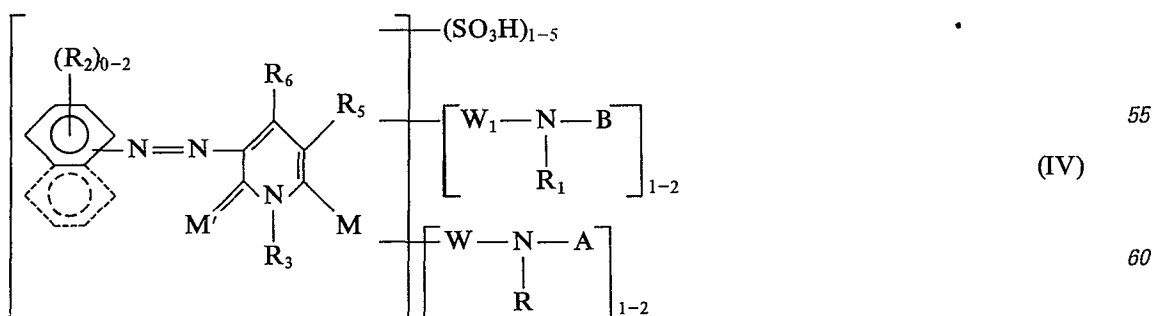 (SO₃H)₁₋₅
(R₂)₀₋₂
R₆
R₅
W₁—N—B
55
N=N
R₁
(IV)
1-2
N
M'
M
W—N—A
R₃
60
R
1-2